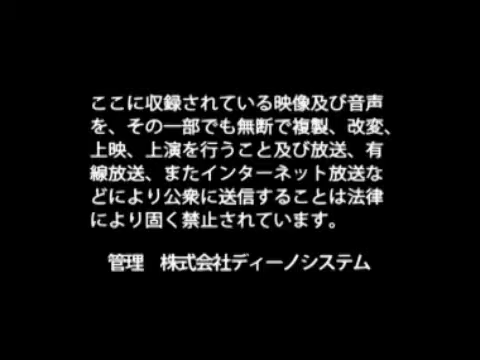 ここに収録されている映像及び音声
を、その一部でも無断で複製、改変、
上映、上演を行うこと及び放送、有
線放送、またインターネット放送な
どにより公衆に送信することは法律
により固く禁止されています。
管理　株式会社ディーノシステム